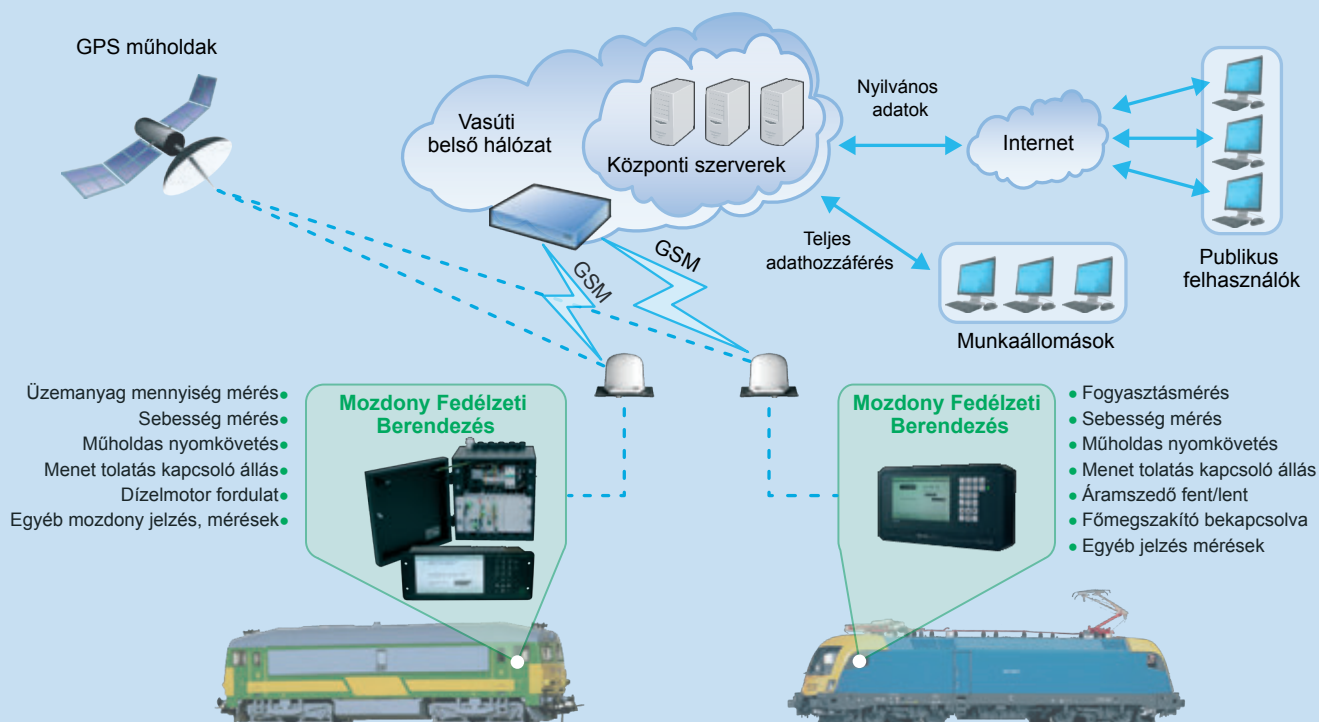 GPS műholdak
Vasúti
belső hálózat
Központi szerverek
Nyilvános
adatok
Internet
Publikus
felhasználók
Teljes
adathozzáférés
Munkaállomások
GSM
GSM
Üzemanyag mennyiség mérés
Sebesség mérés
Műholdas nyomkövetés
Menet tolatás kapcsoló állás
Dízelmotor fordulat
Egyéb mozdony jelzés, mérések
Mozdony Fedélzeti
Berendezés
Mozdony Fedélzeti
Berendezés
Fogyasztásmérés
Sebesség mérés
Műholdas nyomkövetés
Menet tolatás kapcsoló állás
Áramszedő fent/lent
Főmegszakító bekapcsolva
Egyéb jelzés mérések